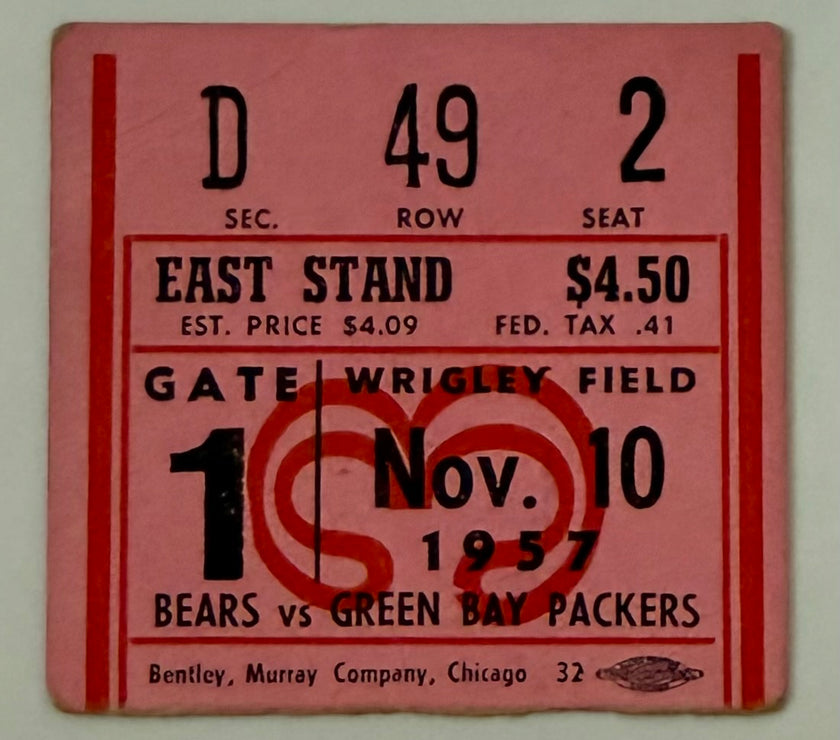 D 49 2
SEC. ROW SEAT
EAST STAND $4.50
EST. PRICE $4.09 FED. TAX .41
GATE WRIGLEY FIELD
1 Nov. 10
1957
BEARS vs GREEN BAY PACKERS
Bentley, Murray Company, Chicago 32